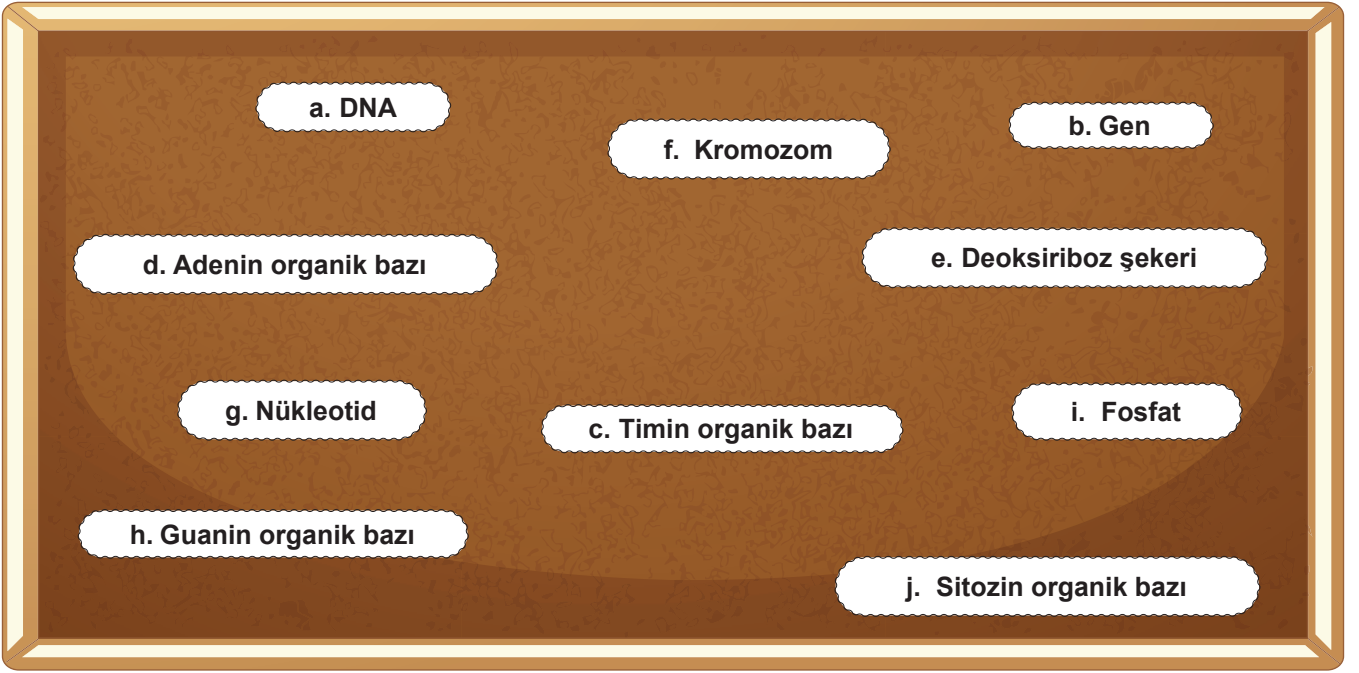 a. DNA
f. Kromozom
b. Gen
d. Adenin organik bazı
e. Deoksiriboz şekeri
g. Nükleotid
c. Timin organik bazı
i. Fosfat
h. Guanin organik bazı
j. Sitozin organik bazı